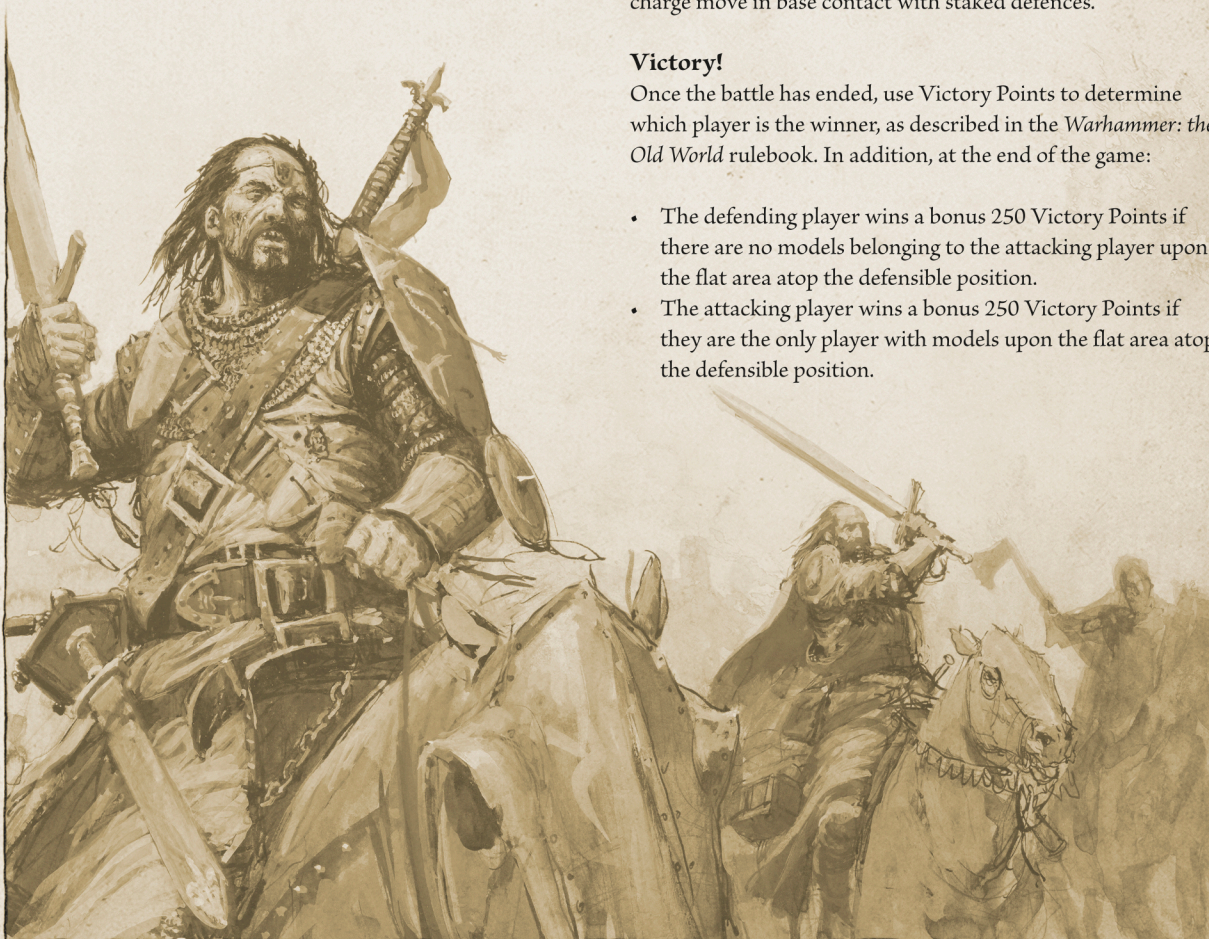 charge move in base contact with staked defences.
Victory!
Once the battle has ended, use Victory Points to determine
which player is the winner, as described in the Warhammer: the
Old World rulebook. In addition, at the end of the game:
• The defending player wins a bonus 250 Victory Points if
there are no models belonging to the attacking player upon
the flat area atop the defensible position.
• The attacking player wins a bonus 250 Victory Points if
they are the only player with models upon the flat area atop
the defensible position.